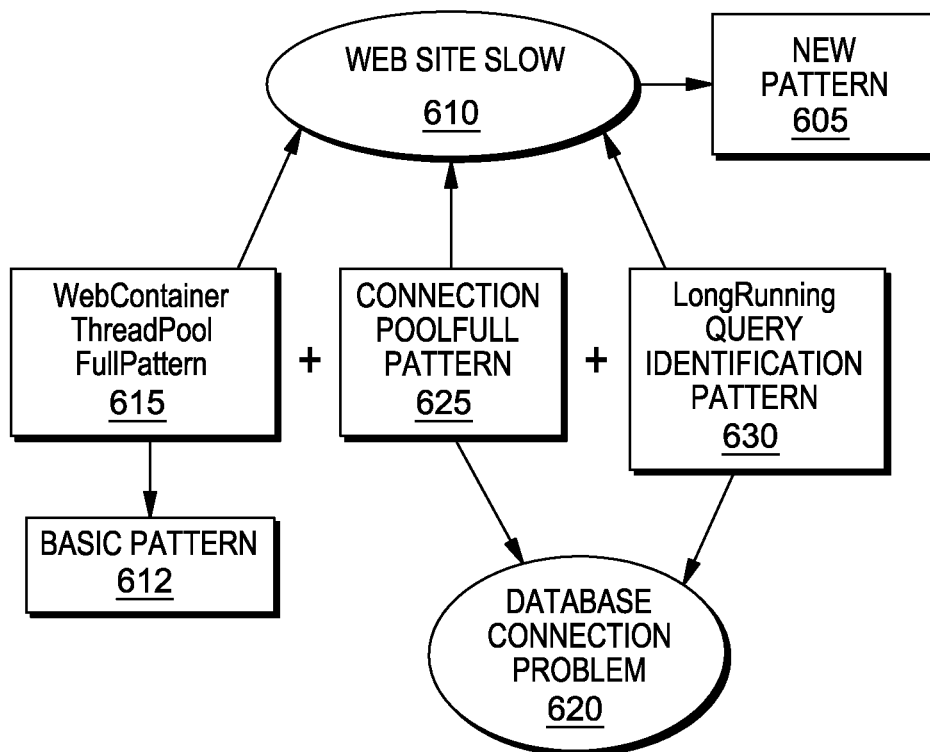 WEB SITE SLOW
610
NEW
PATTERN
605
WebContainer
ThreadPool
FullPattern
615
+
CONNECTION
POOLFULL
PATTERN
625
+
LongRunning
QUERY
IDENTIFICATION
PATTERN
630
BASIC PATTERN
612
DATABASE
CONNECTION
PROBLEM
620